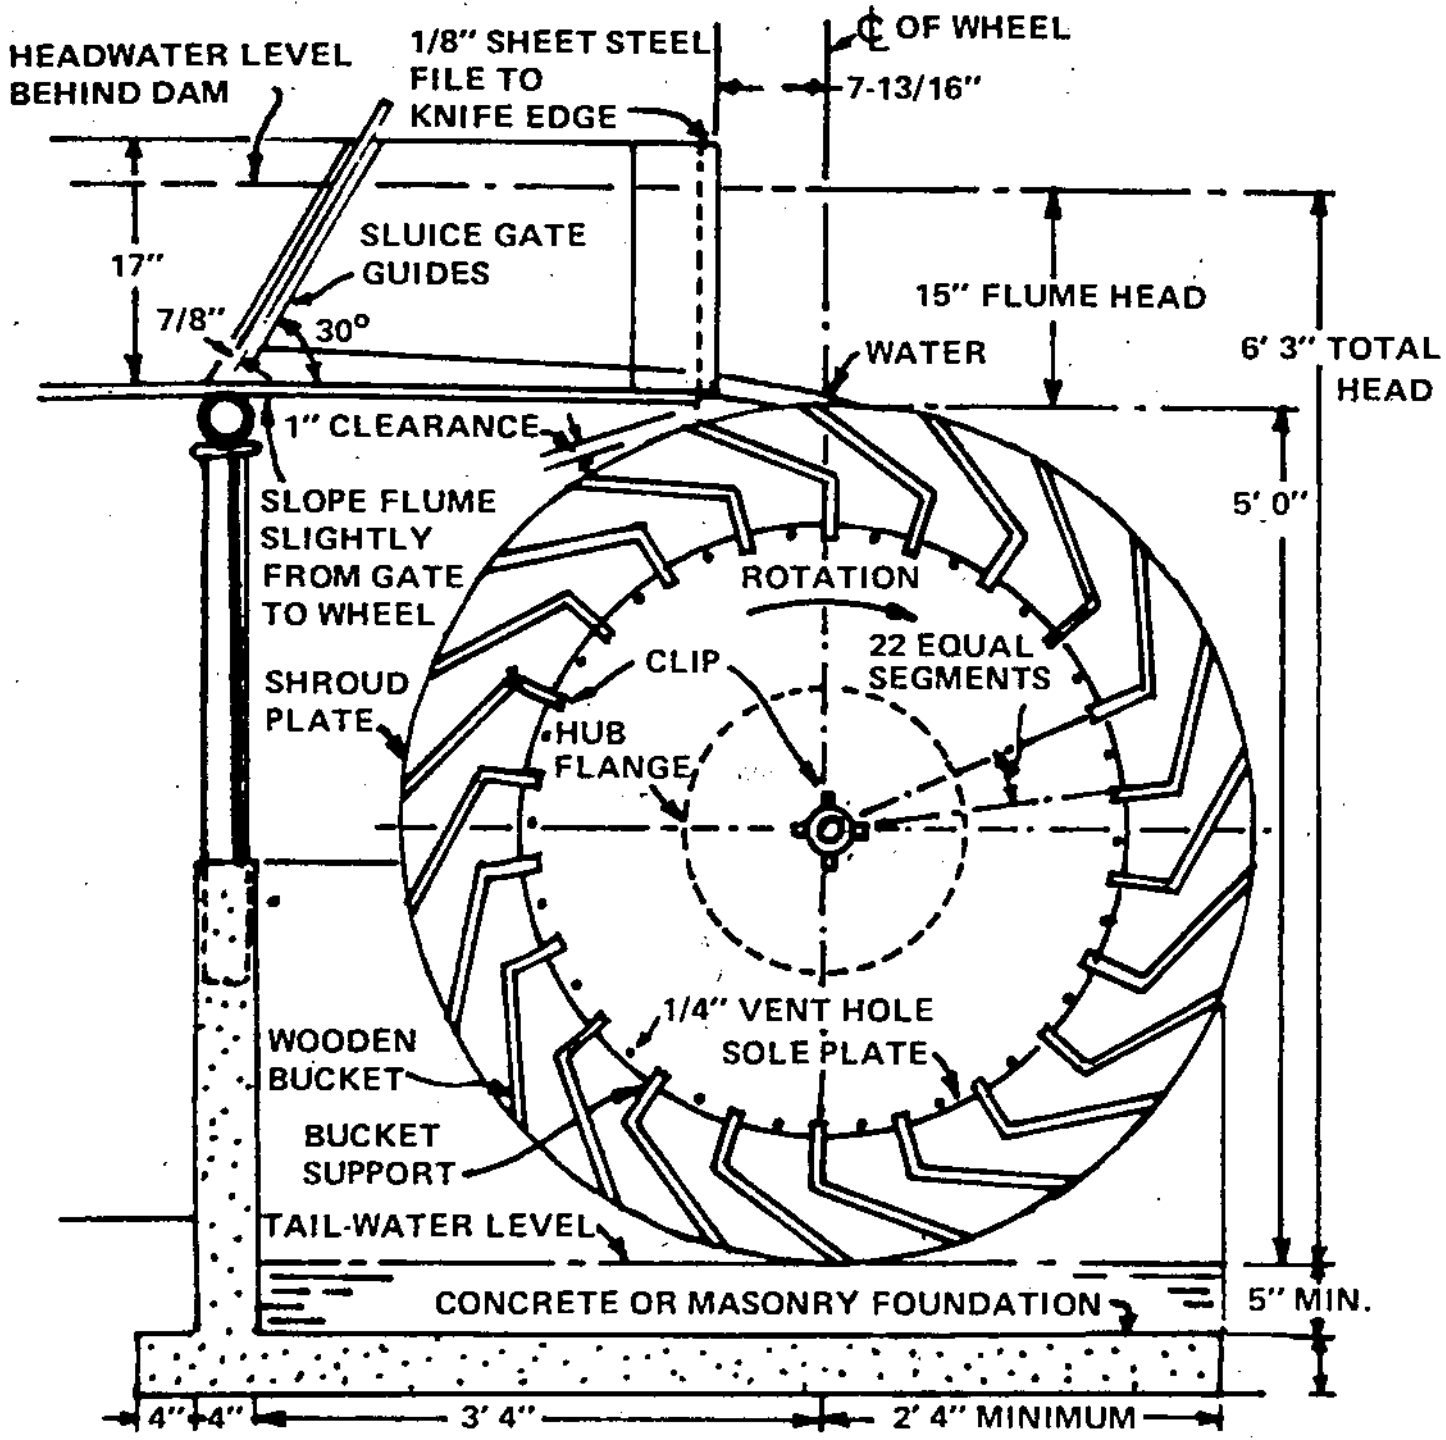 HEADWATER LEVEL
BEHIND DAM
1/8" SHEET STEEL
FILE TO
KNIFE EDGE
℄ OF WHEEL
7-13/16"
17"
SLUICE GATE
GUIDES
7/8"
30°
15" FLUME HEAD
6' 3" TOTAL
HEAD
WATER
1" CLEARANCE
5' 0"
SLOPE FLUME
SLIGHTLY
FROM GATE
TO WHEEL
ROTATION
22 EQUAL
SEGMENTS
CLIP
SHROUD
PLATE
HUB
FLANGE
1/4" VENT HOLE
SOLE PLATE
WOODEN
BUCKET
BUCKET
SUPPORT
TAIL-WATER LEVEL
CONCRETE OR MASONRY FOUNDATION
5" MIN.
4" 4" 3' 4" 2' 4" MINIMUM